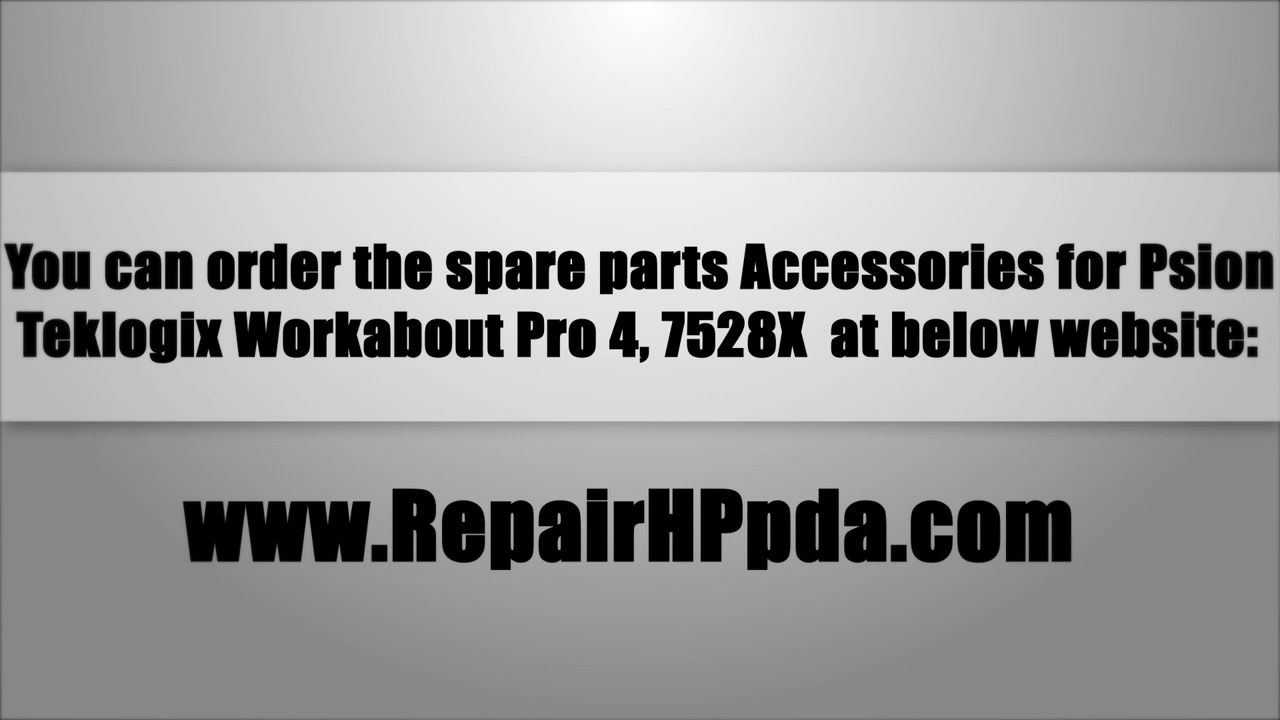 You can order the spare parts Accessories for Psion
Teklogix Workabout Pro 4, 7528X  at below website:
www.RepairHPpda.com